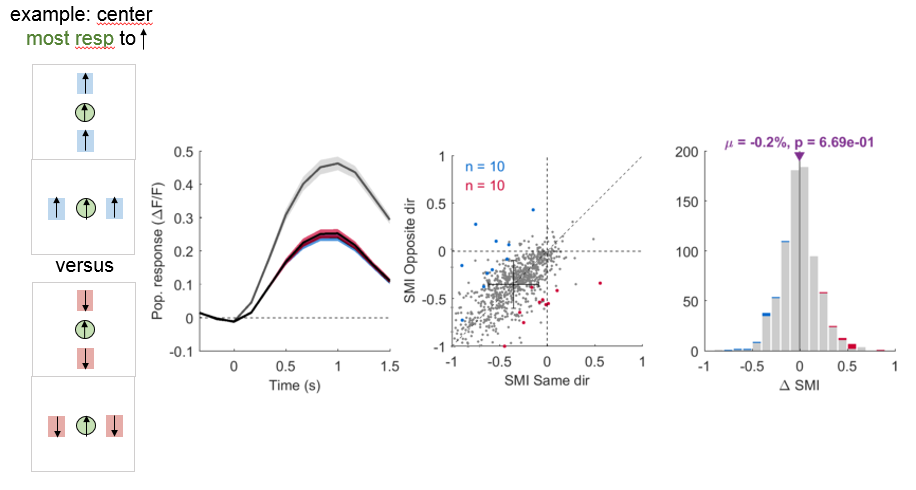 example: center
most resp to
versus
Pop. response (ΔF/F)
0.5
0.4
0.3
0.2
0.1
0
-0.1
0
0.5
1
1.5
Time (s)
SMI Opposite dir
1
0.5
0
-0.5
-1
n = 10
n = 10
-1
-0.5
0
0.5
1
SMI Same dir
μ = -0.2%, p = 6.69e-01
200
150
100
50
0
-1
-0.5
0
0.5
1
Δ SMI